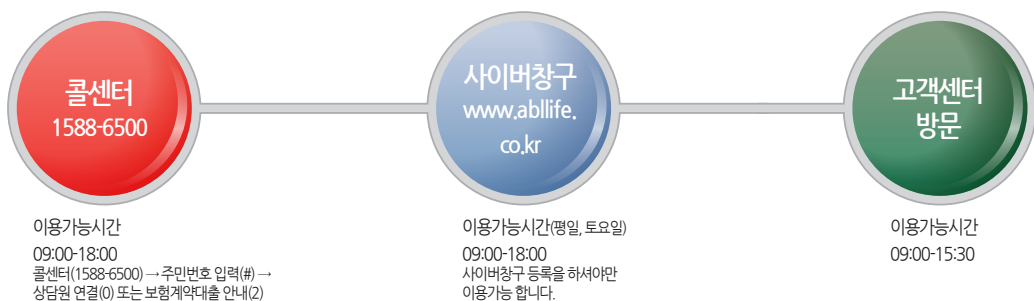 콜센터
1588-6500
이용가능시간
09:00-18:00
콜센터(1588-6500) → 주민번호 입력(#) →
상담원 연결(0) 또는 보험계약대출 안내(2)
사이버창구
www.abllife.
co.kr
이용가능시간(평일, 토요일)
09:00-18:00
사이버창구 등록을 하셔야만
이용가능 합니다.
고객센터
방문
이용가능시간
09:00-15:30